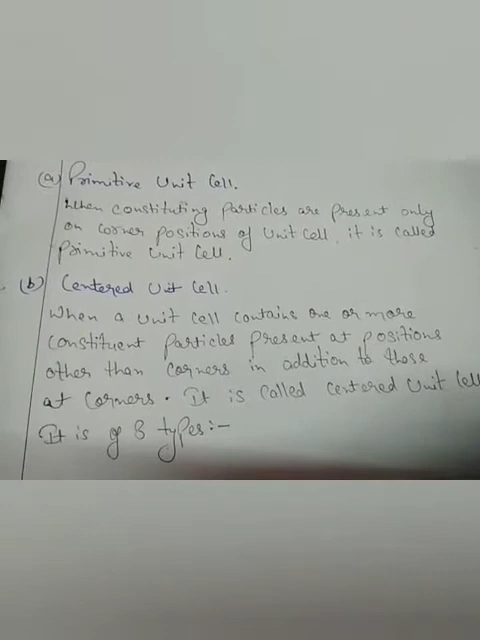 (a) Primitive Unit Cell.
When constituting particles are present only
on corner positions of Unit cell, it is called
Primitive Unit Cell.
(b) Centered Unit Cell.
When a Unit cell contains one or more
constituent particles present at positions
other than corners in addition to those
at corners. It is called centered Unit Cell
It is of 3 types:-